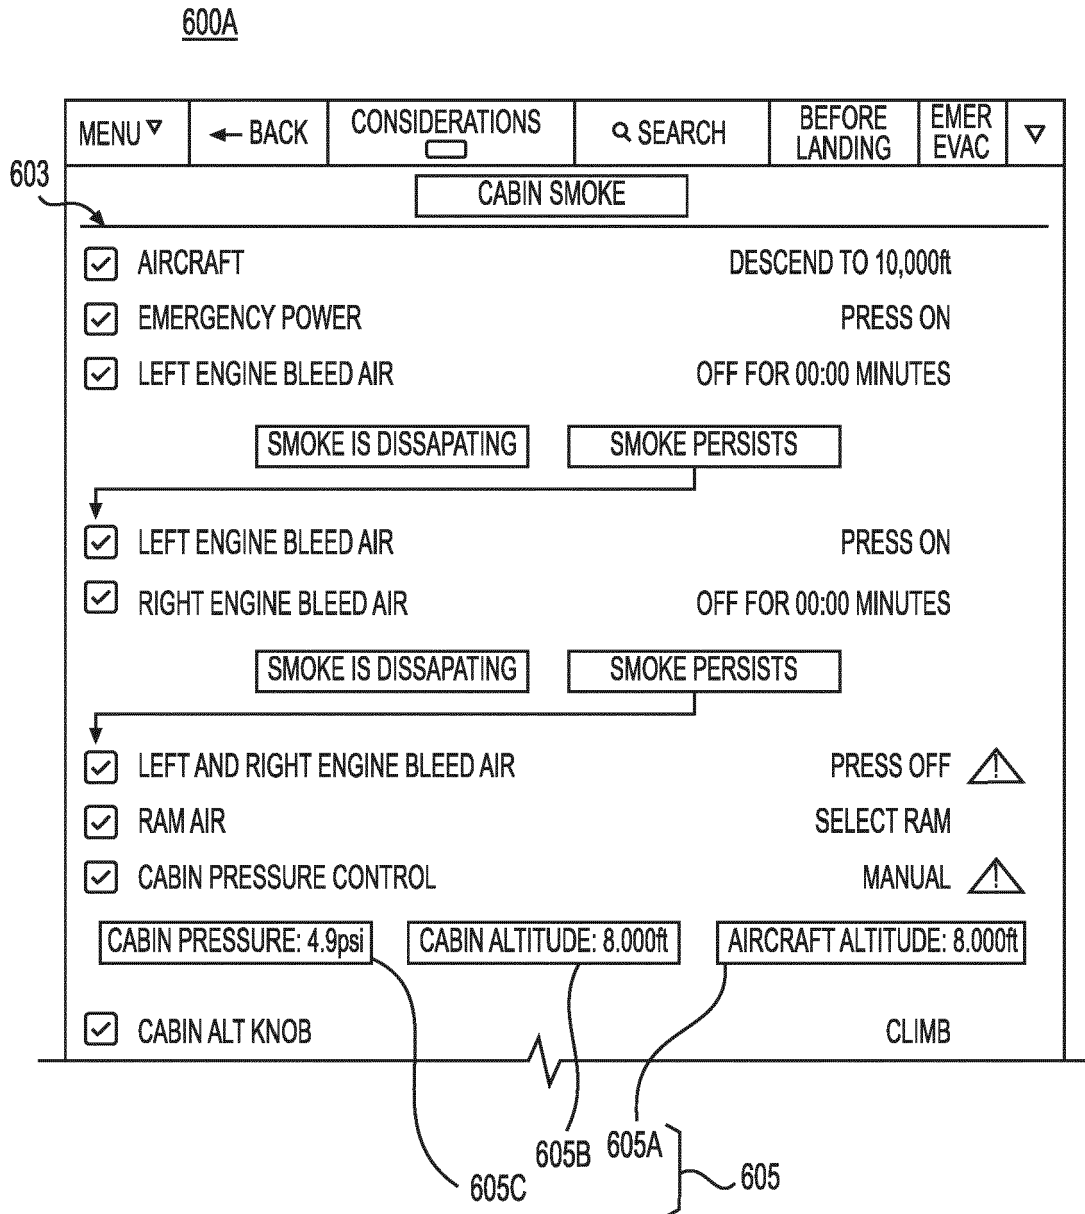 600A
MENU ← BACK CONSIDERATIONS SEARCH BEFORE LANDING EMER EVAC
603
CABIN SMOKE
AIRCRAFT DESCEND TO 10,000ft
EMERGENCY POWER PRESS ON
LEFT ENGINE BLEED AIR OFF FOR 00:00 MINUTES
SMOKE IS DISSAPATING SMOKE PERSISTS
LEFT ENGINE BLEED AIR PRESS ON
RIGHT ENGINE BLEED AIR OFF FOR 00:00 MINUTES
SMOKE IS DISSAPATING SMOKE PERSISTS
LEFT AND RIGHT ENGINE BLEED AIR PRESS OFF
RAM AIR SELECT RAM
CABIN PRESSURE CONTROL MANUAL
CABIN PRESSURE: 4.9psi CABIN ALTITUDE: 8.000ft AIRCRAFT ALTITUDE: 8.000ft
CABIN ALT KNOB CLIMB
605C 605B 605A 605